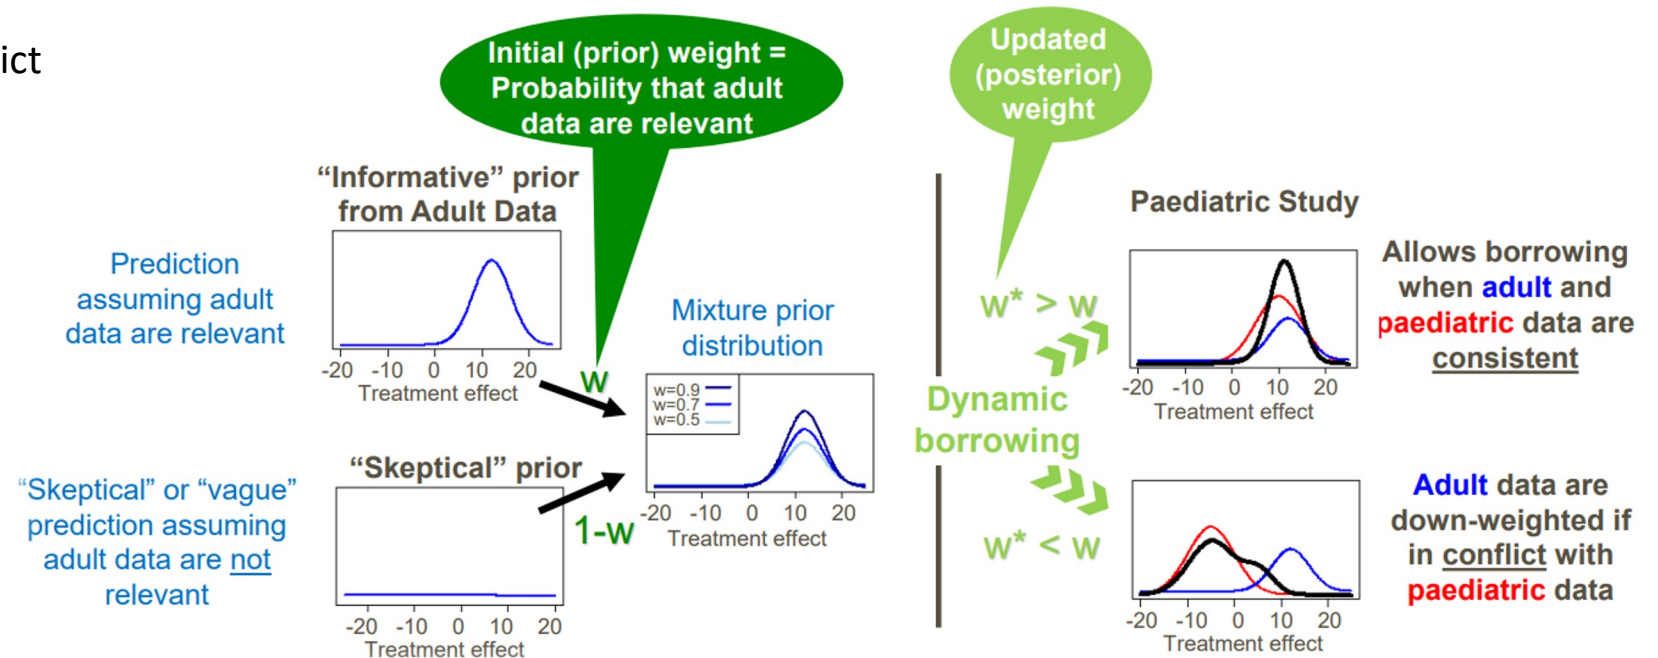 ict
Initial (prior) weight =
Probability that adult
data are relevant
Updated
(posterior)
weight
“Informative” prior
from Adult Data
Prediction
assuming adult
data are relevant
-20 -10 0 10 20
Treatment effect
w
“Skeptical” or “vague”
prediction assuming
adult data are not
relevant
“Skeptical” prior
-20 -10 0 10 20
Treatment effect
1-w
Mixture prior
distribution
w=0.9
w=0.7
w=0.5
-20 -10 0 10 20
Treatment effect
Dynamic
borrowing
w* > w
w* < w
Paediatric Study
-20 -10 0 10 20
Treatment effect
Allows borrowing
when adult and
paediatric data are
consistent
-20 -10 0 10 20
Treatment effect
Adult data are
down-weighted if
in conflict with
paediatric data